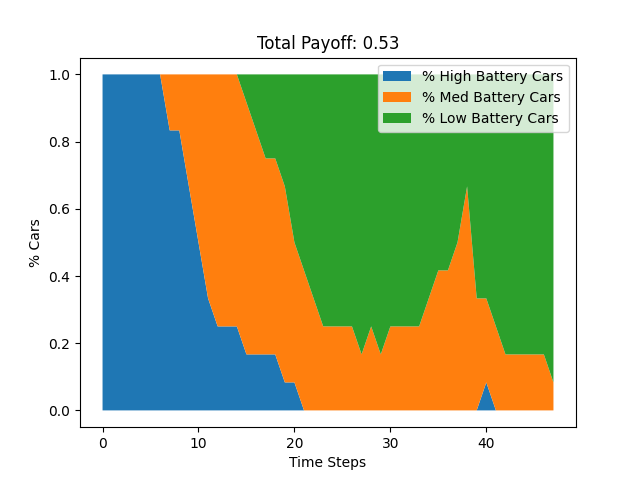 Total Payoff: 0.53
% High Battery Cars
% Med Battery Cars
% Low Battery Cars
1.0
0.8
0.6
0.4
0.2
0.0
% Cars
0 10 20 30 40
Time Steps